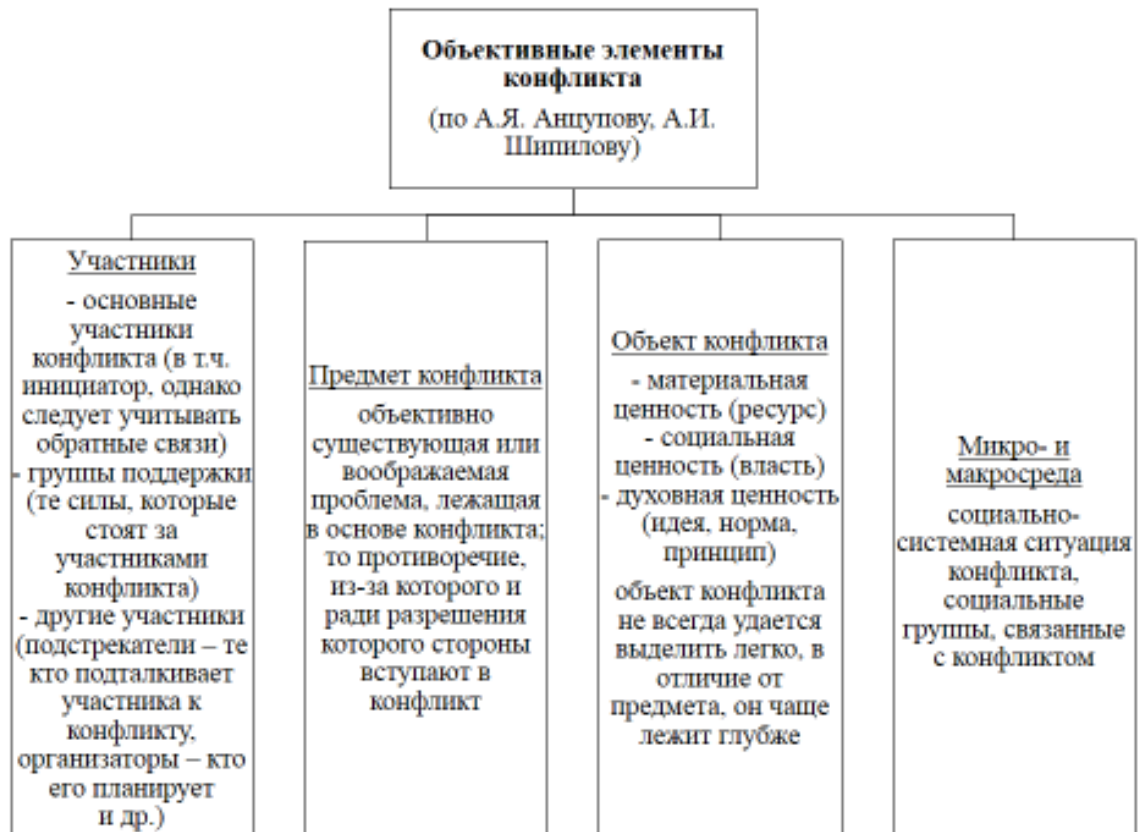 Объективные элементы
конфликта
(по А.Я. Анцупову, А.И.
Шипилову)
Участники
- основные
участники
конфликта (в т.ч.
инициатор, однако
следует учитывать
обратные связи)
- группы поддержки
(те силы, которые
стоят за
участниками
конфликта)
- другие участники
(подстрекатели – те
кто подталкивает
участника к
конфликту,
организаторы – кто
его планирует
и др.)
Предмет конфликта
объективно
существующая или
воображаемая
проблема, лежащая
в основе конфликта;
то противоречие,
из-за которого и
ради разрешения
которого стороны
вступают в
конфликт
Объект конфликта
- материальная
ценность (ресурс)
- социальная
ценность (власть)
- духовная ценность
(идея, норма,
принцип)
объект конфликта
не всегда удается
выделить легко, в
отличие от
предмета, он чаще
лежит глубже
Микро- и
макросреда
социально-
системная ситуация
конфликта,
социальные
группы, связанные
с конфликтом